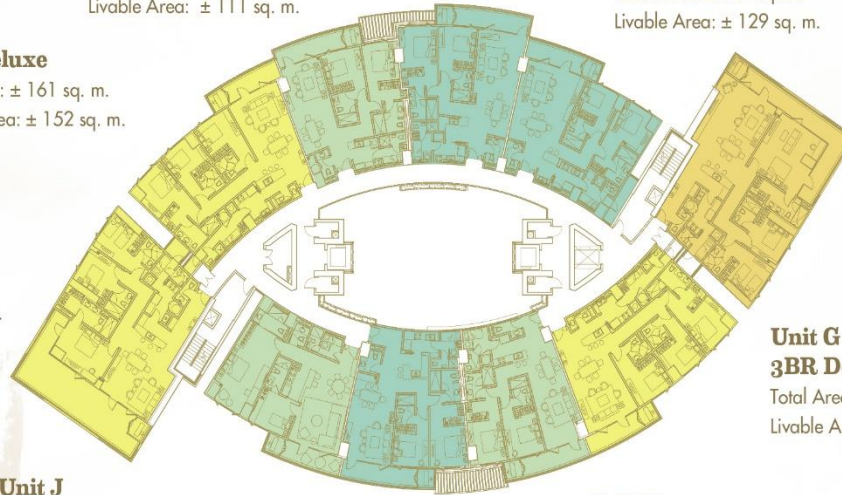 Livable Area: ± 111 sq. m.
Livable Area: ± 129 sq. m.
eluxe
: ± 161 sq. m.
ea: ± 152 sq. m.
Unit G
3BR D
Total Area
Livable A
Unit J